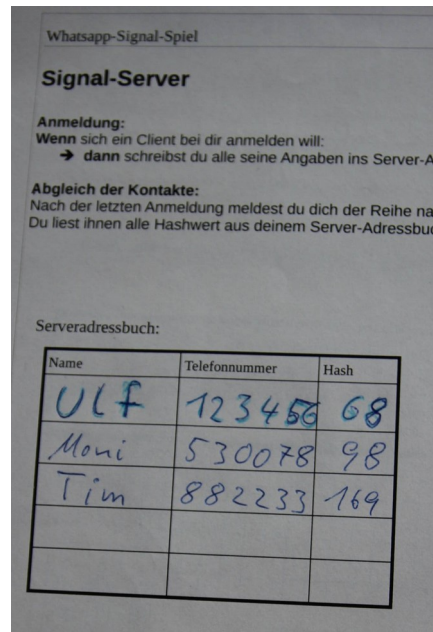 Whatsapp-Signal-Spiel
Signal-Server
Anmeldung:
Wenn sich ein Client bei dir anmelden will:
➔ dann schreibst du alle seine Angaben ins Server-A
Abgleich der Kontakte:
Nach der letzten Anmeldung meldest du dich der Reihe na
Du liest ihnen alle Hashwert aus deinem Server-Adressbu
Serveradressbuch:
Name Telefonnummer Hash
Ulf 123456 68
Moni 530078 98
Tim 882233 169